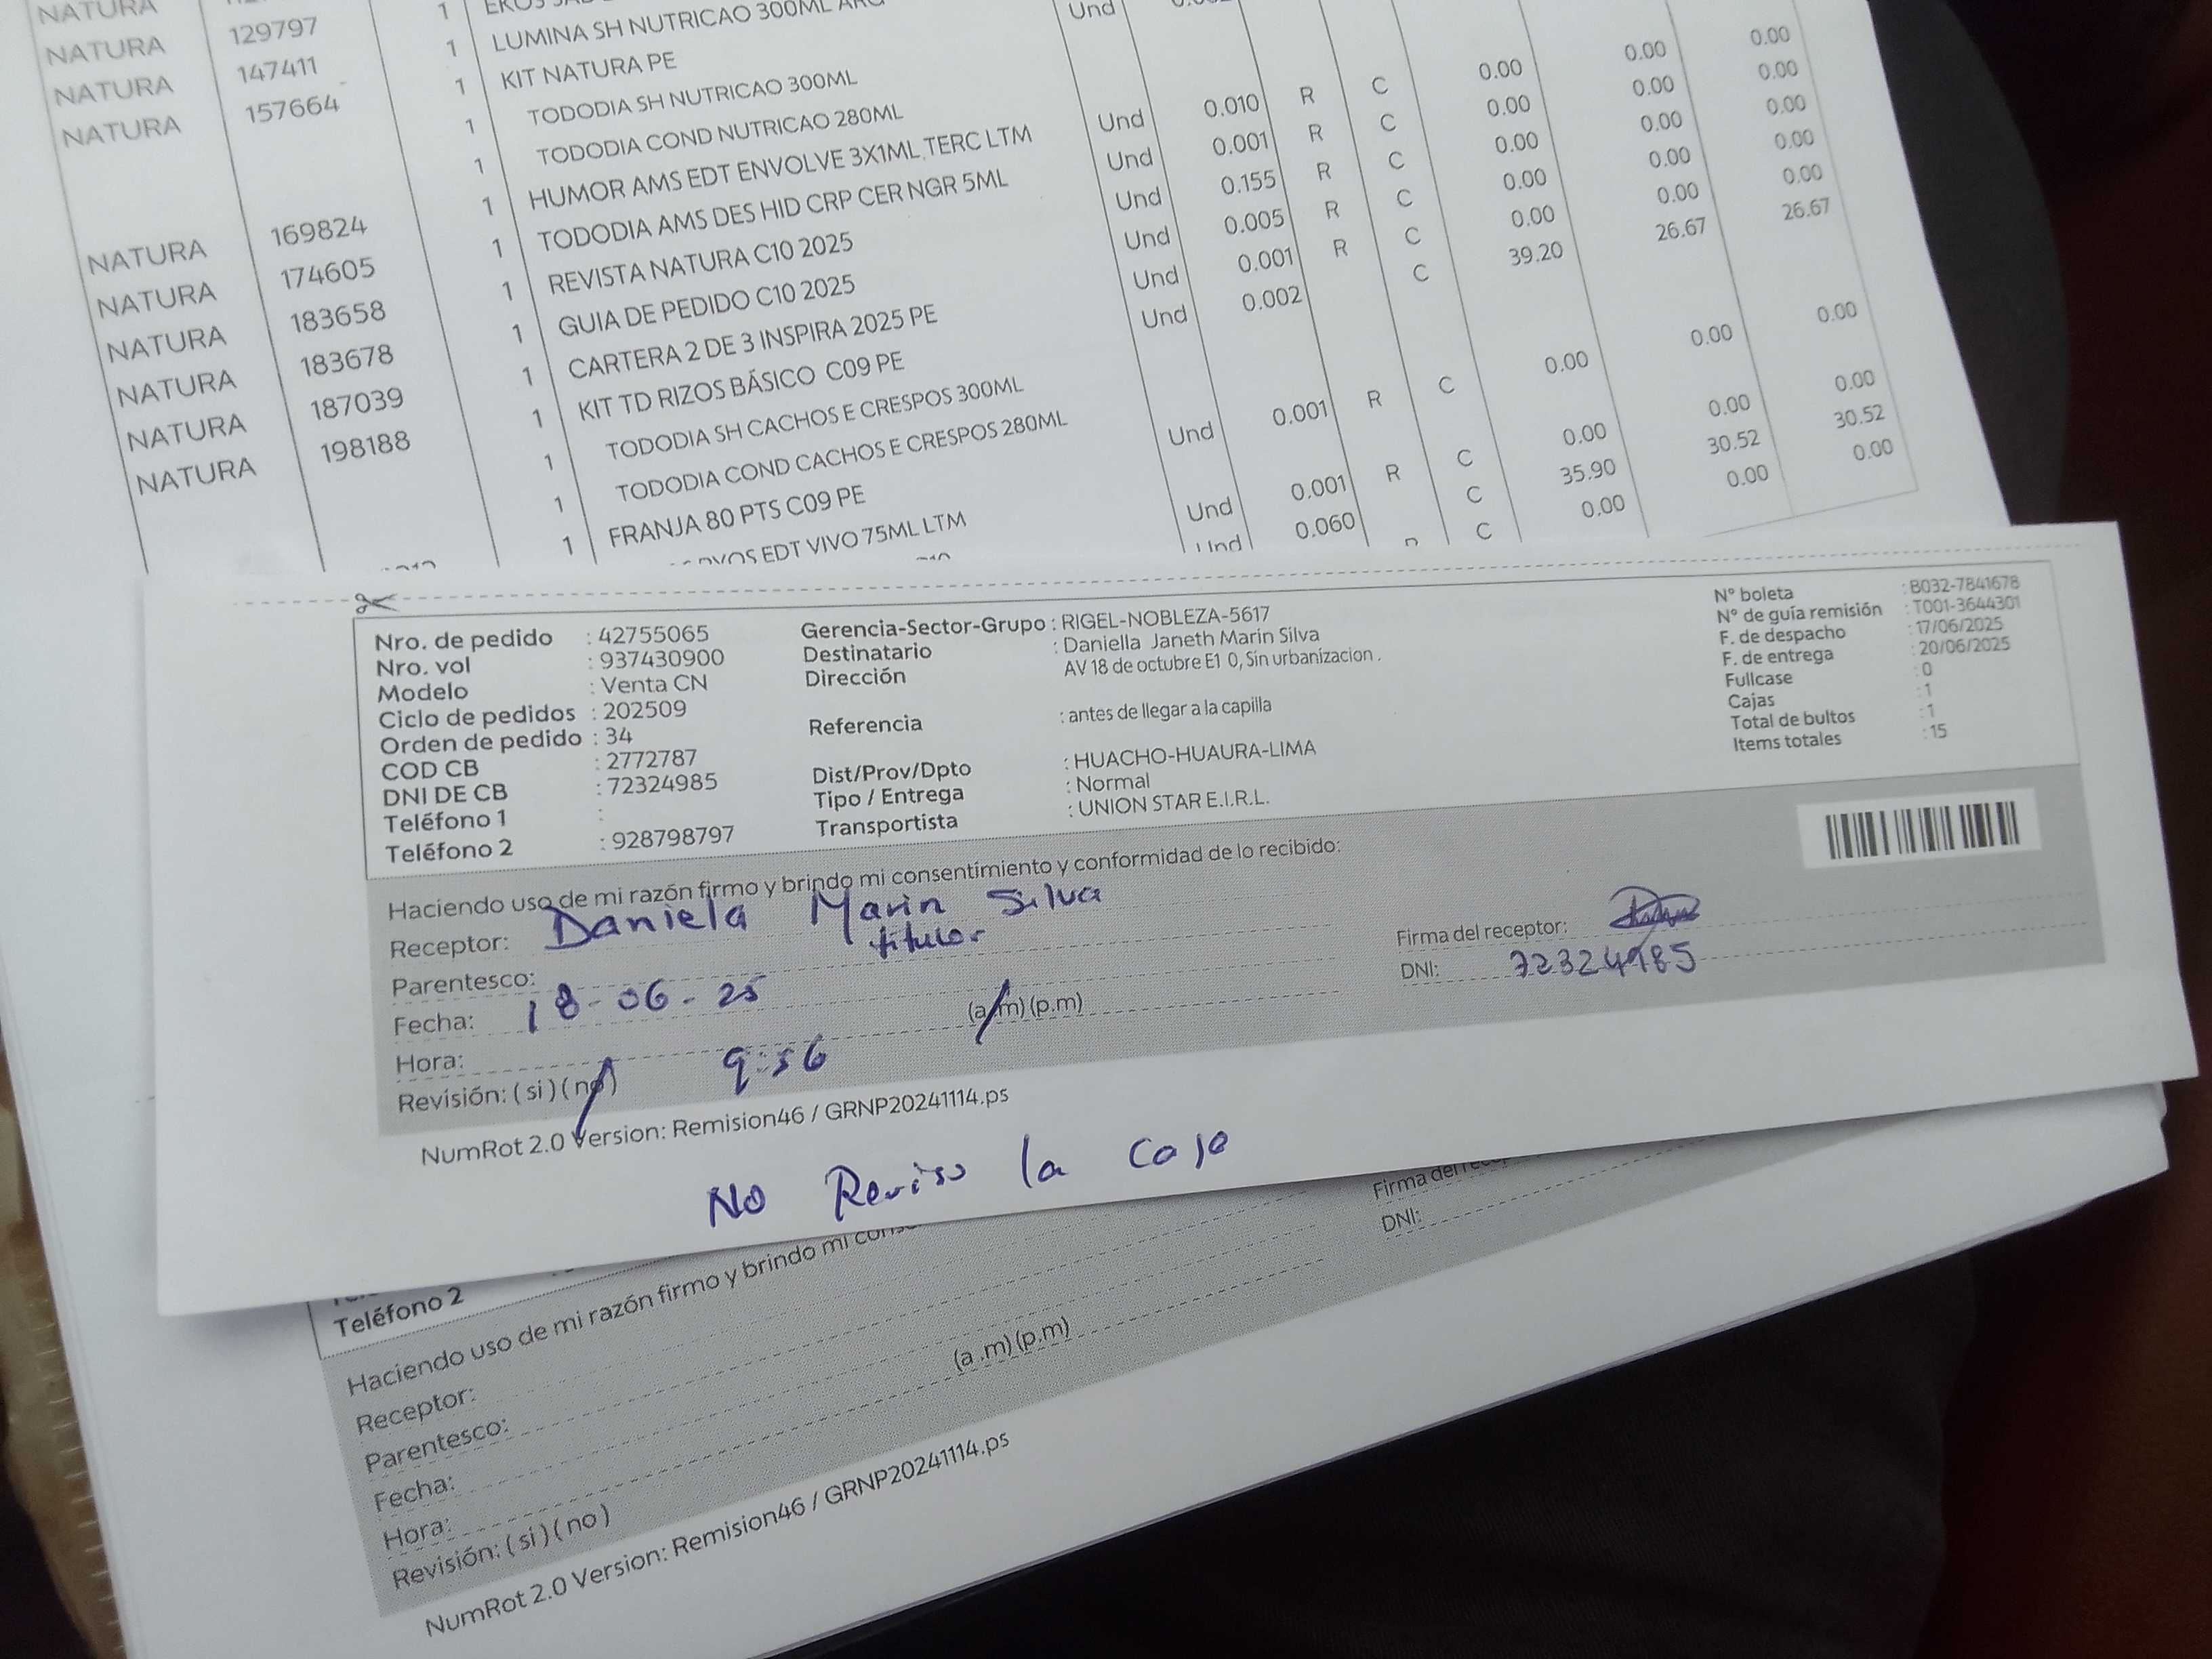 NATURA
NATURA 129797 1
NATURA 147411 1 LUMINA SH NUTRICAO 300ML Und
NATURA 157664 1 KIT NATURA PE
1 TODODIA SH NUTRICAO 300ML
1 TODODIA COND NUTRICAO 280ML
NATURA 169824 1 HUMOR AMS EDT ENVOLVE 3X1ML TERC LTM Und 0.010 R C 0.00 0.00 0.00
NATURA 174605 1 TODODIA AMS DES HID CRP CER NGR 5ML Und 0.001 R C 0.00 0.00 0.00
NATURA 183658 1 REVISTA NATURA C10 2025 Und 0.155 R C 0.00 0.00 0.00
NATURA 183678 1 GUIA DE PEDIDO C10 2025 Und 0.005 R C 0.00 0.00 0.00
NATURA 187039 1 CARTERA 2 DE 3 INSPIRA 2025 PE Und 0.001 R C 0.00 0.00 0.00
NATURA 198188 1 KIT TD RIZOS BÁSICO C09 PE Und 0.002 C 39.20 26.67 26.67
1 TODODIA SH CACHOS E CRESPOS 300ML
1 TODODIA COND CACHOS E CRESPOS 280ML
1 FRANJA 80 PTS C09 PE Und 0.001 R C 0.00 0.00 0.00
EDT VIVO 75ML LTM
Und 0.001 R C 0.00 0.00 0.00
Und 0.060 C 35.90 30.52 30.52
C 0.00 0.00 0.00
Nro. de pedido : 42755065
Nro. vol : 937430900
Modelo : Venta CN
Ciclo de pedidos : 202509
Orden de pedido : 34
COD CB : 2772787
DNI DE CB : 72324985
Teléfono 1 :
Teléfono 2 : 928798797
Gerencia-Sector-Grupo : RIGEL-NOBLEZA-5617
Destinatario : Daniella Janeth Marin Silva
Dirección AV 18 de octubre E1 0, Sin urbanizacion .
Referencia : antes de llegar a la capilla
Dist/Prov/Dpto : HUACHO-HUAURA-LIMA
Tipo / Entrega : Normal
Transportista : UNION STAR E.I.R.L.
N° boleta : B032-7841678
N° de guía remisión : T001-3644301
F. de despacho : 17/06/2025
F. de entrega : 20/06/2025
Fullcase : 0
Cajas : 1
Total de bultos : 1
Items totales : 15
Haciendo uso de mi razón firmo y brindo mi consentimiento y conformidad de lo recibido:
Receptor: Daniela Marin Silva
Parentesco: titular
Fecha: 18-06-25
Hora: 9:56 (a.m) (p.m)
Revisión: ( si ) ( no )
Firma del receptor:
DNI: 72324985
NumRot 2.0 Version: Remision46 / GRNP20241114.ps
NO Reviso la caja
Teléfono 2
Haciendo uso de mi razón firmo y brindo mi
Receptor:
Parentesco:
Fecha:
Hora: (a .m) (p.m)
Revisión: ( si ) ( no )
Firma del
DNI:
NumRot 2.0 Version: Remision46 / GRNP20241114.ps